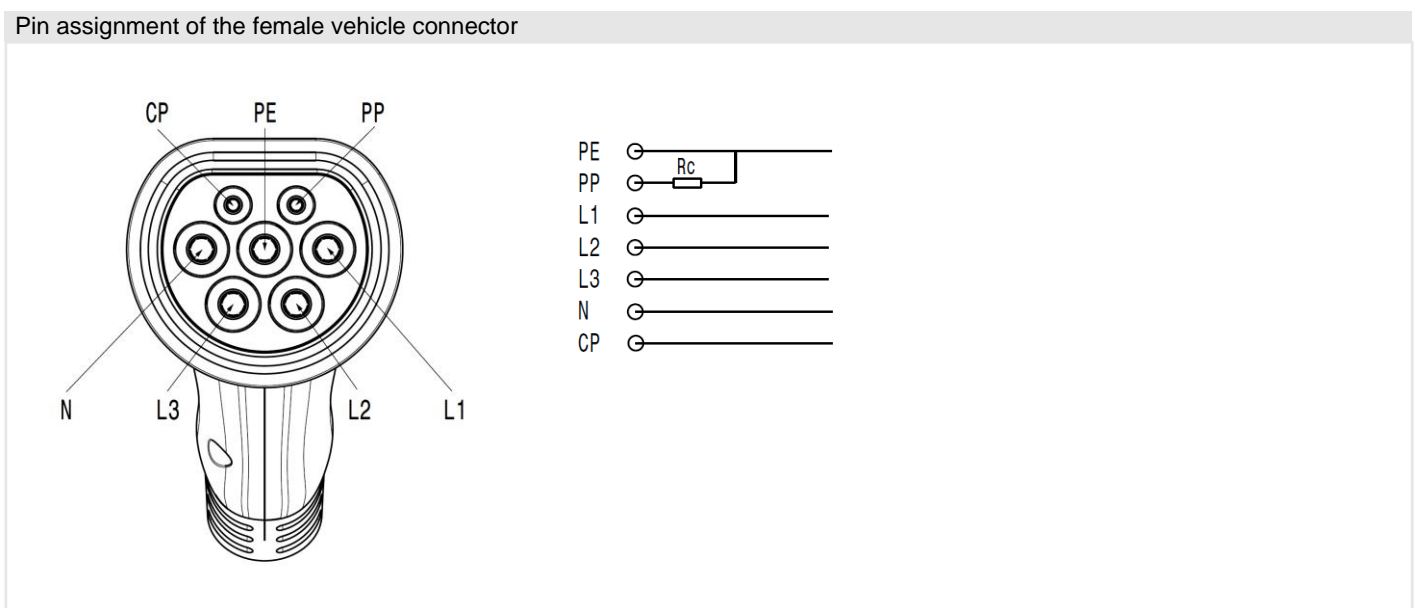 Pin assignment of the female vehicle connector
CP PE PP
N L3 L2 L1
PE
Rc
PP
L1
L2
L3
N
CP